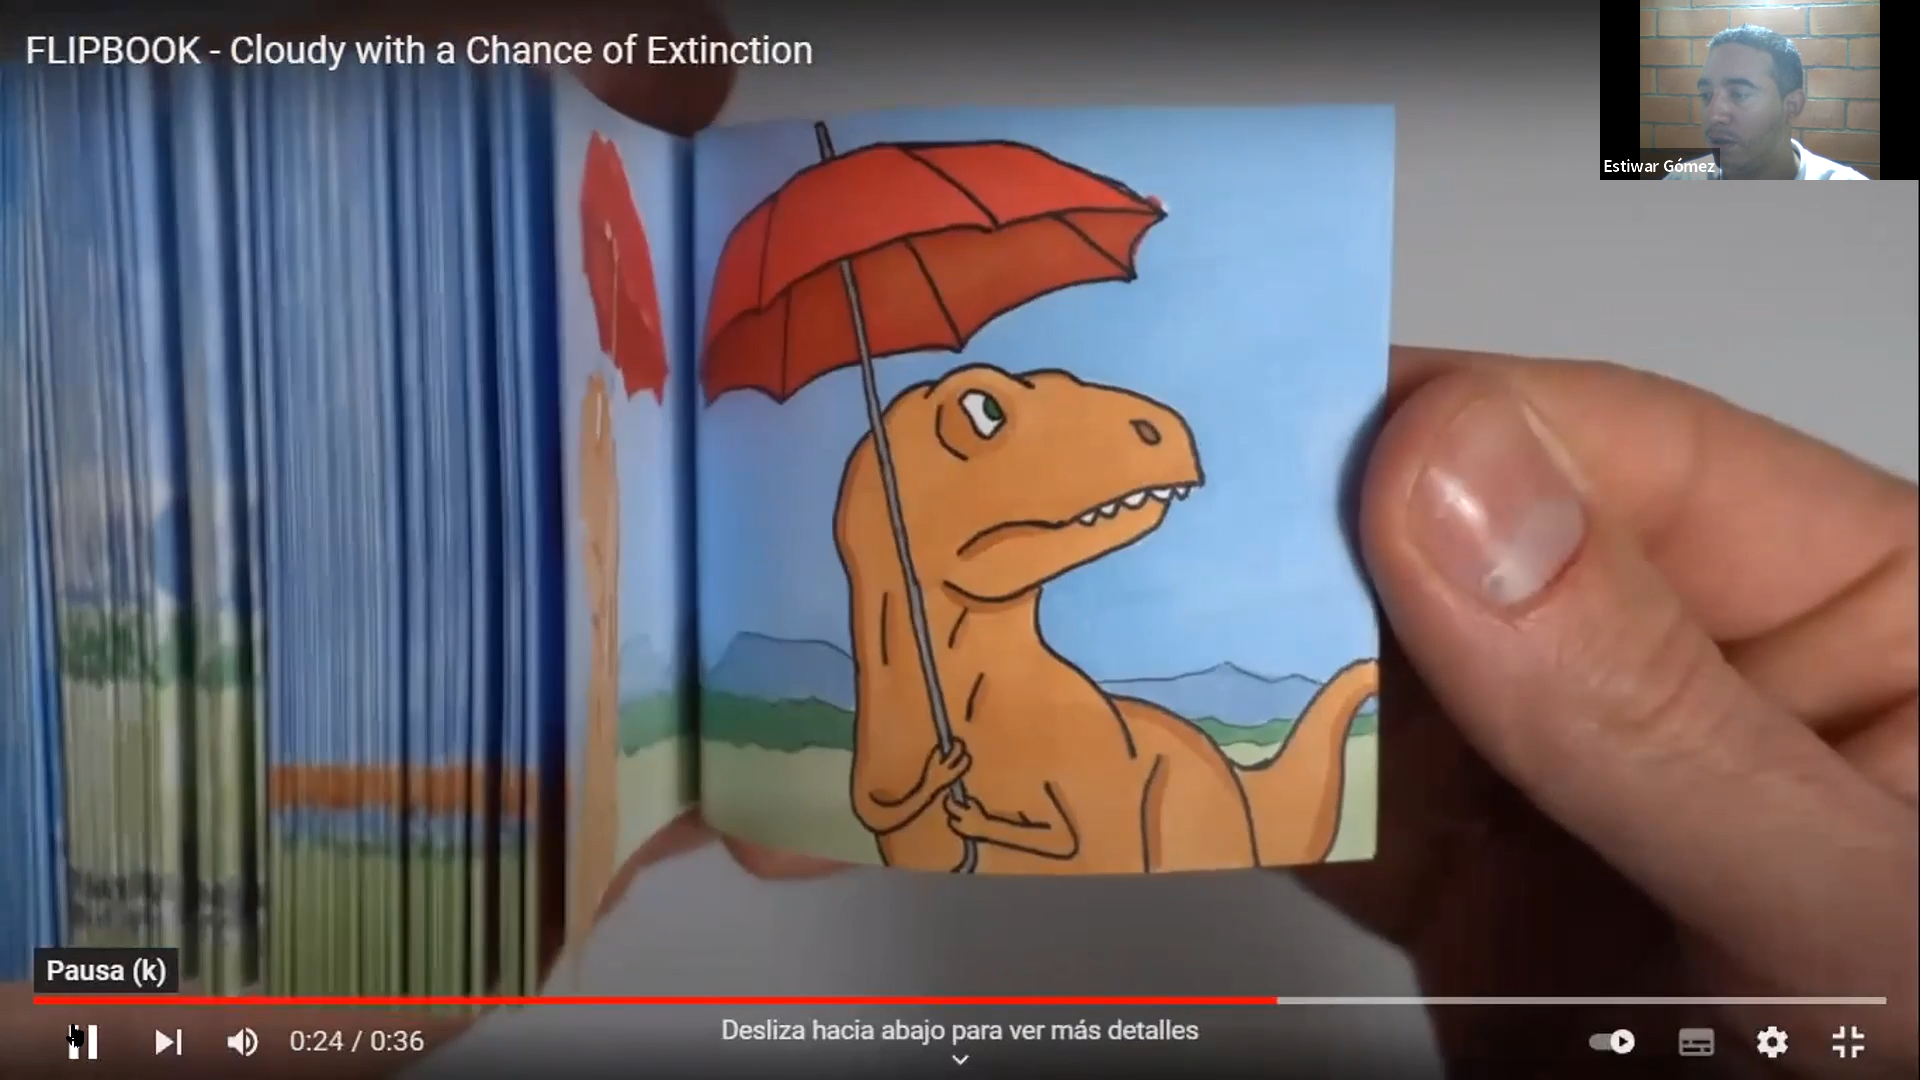 FLIPBOOK - Cloudy with a Chance of Extinction
Estiwar Gómez
Pausa (k)
0:24 / 0:36
Desliza hacia abajo para ver más detalles